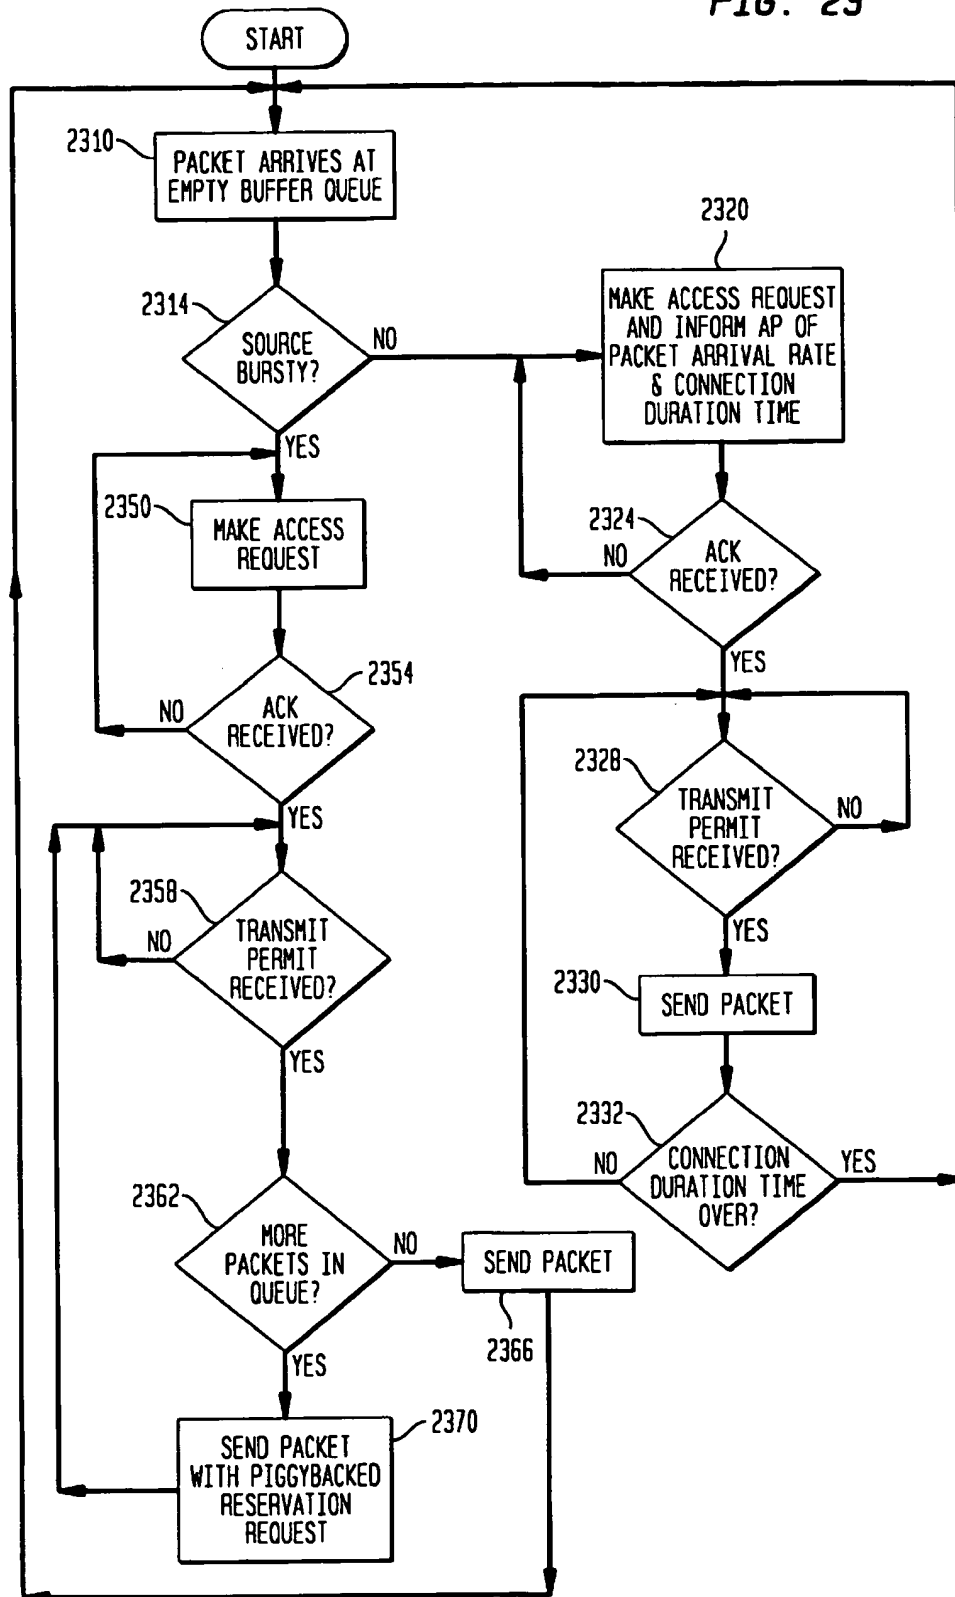 FIG. 23
START
2310
PACKET ARRIVES AT
EMPTY BUFFER QUEUE
2320
MAKE ACCESS REQUEST
AND INFORM AP OF
PACKET ARRIVAL RATE
& CONNECTION
DURATION TIME
2314
SOURCE
BURSTY?
NO
YES
2350
MAKE ACCESS
REQUEST
2324
ACK
RECEIVED?
NO
YES
2354
ACK
RECEIVED?
NO
YES
2328
TRANSMIT
PERMIT
RECEIVED?
NO
YES
2358
TRANSMIT
PERMIT
RECEIVED?
NO
YES
2330
SEND PACKET
2332
CONNECTION
DURATION TIME
OVER?
NO
YES
2362
MORE
PACKETS IN
QUEUE?
NO
YES
SEND PACKET
2366
2370
SEND PACKET
WITH PIGGYBACKED
RESERVATION
REQUEST